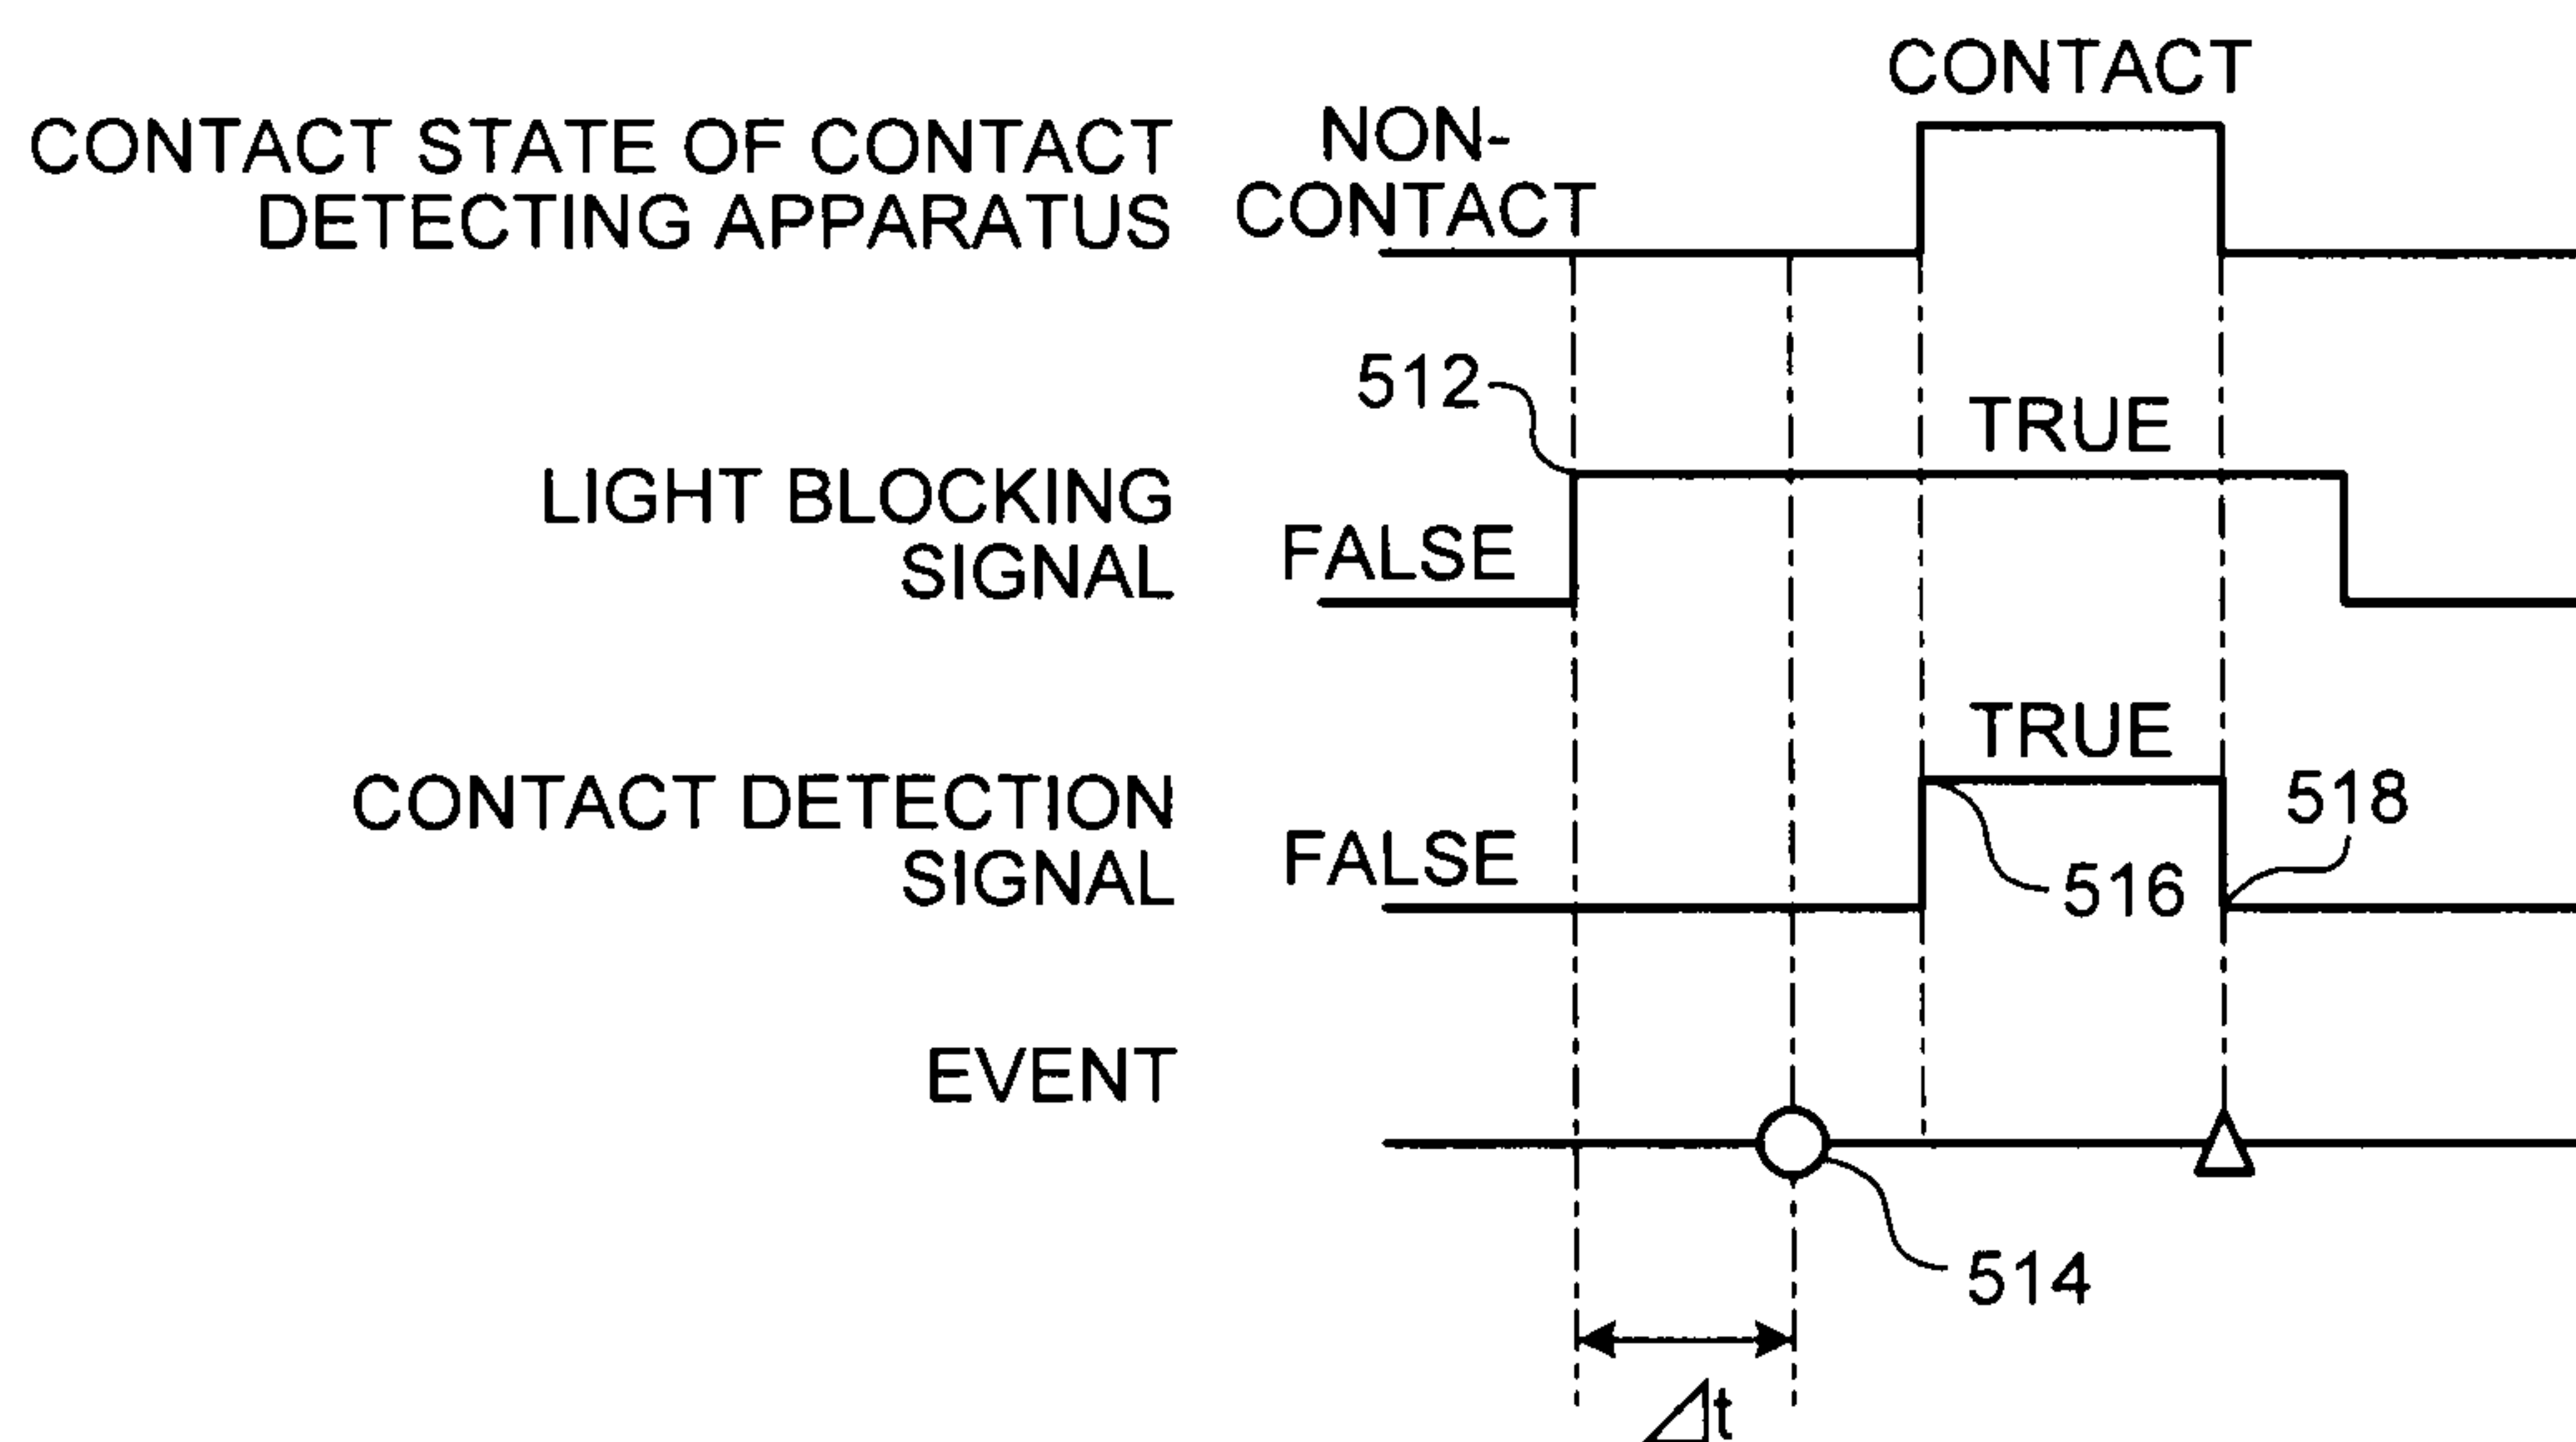 CONTACT
CONTACT STATE OF CONTACT
DETECTING APPARATUS
NON-
CONTACT
512
TRUE
LIGHT BLOCKING
SIGNAL
FALSE
TRUE
CONTACT DETECTION
SIGNAL
FALSE
518
516
EVENT
514
⊿t